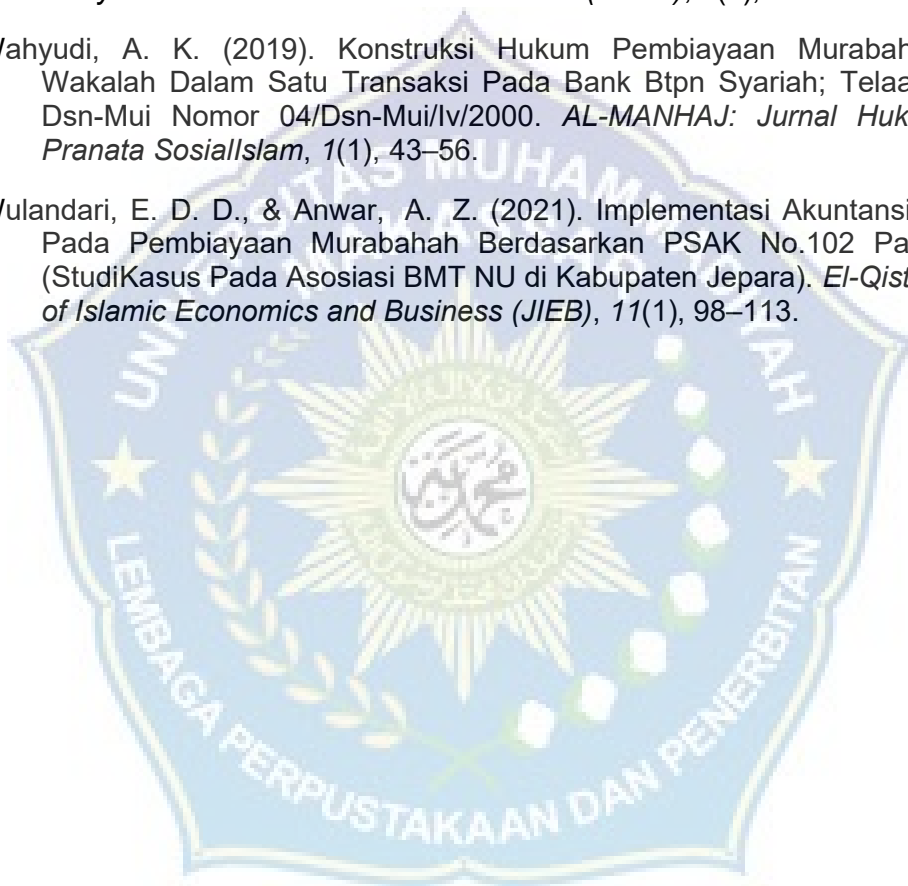 Wahyudi, A. K. (2019). Konstruksi Hukum Pembiayaan Murabah
Wakalah Dalam Satu Transaksi Pada Bank Btpn Syariah; Telaa
Dsn-Mui Nomor 04/Dsn-Mui/Iv/2000. AL-MANHAJ: Jurnal Huk
Pranata SosialIslam, 1(1), 43–56.
Wulandari, E. D. D., & Anwar, A. Z. (2021). Implementasi Akuntansi
Pada Pembiayaan Murabahah Berdasarkan PSAK No.102 Pa
(StudiKasus Pada Asosiasi BMT NU di Kabupaten Jepara). El-Qist
of Islamic Economics and Business (JIEB), 11(1), 98–113.
UNIVERSITAS MUHAMMADIYAH
MAKASSAR
LEMBAGA PERPUSTAKAAN DAN PENERBITAN